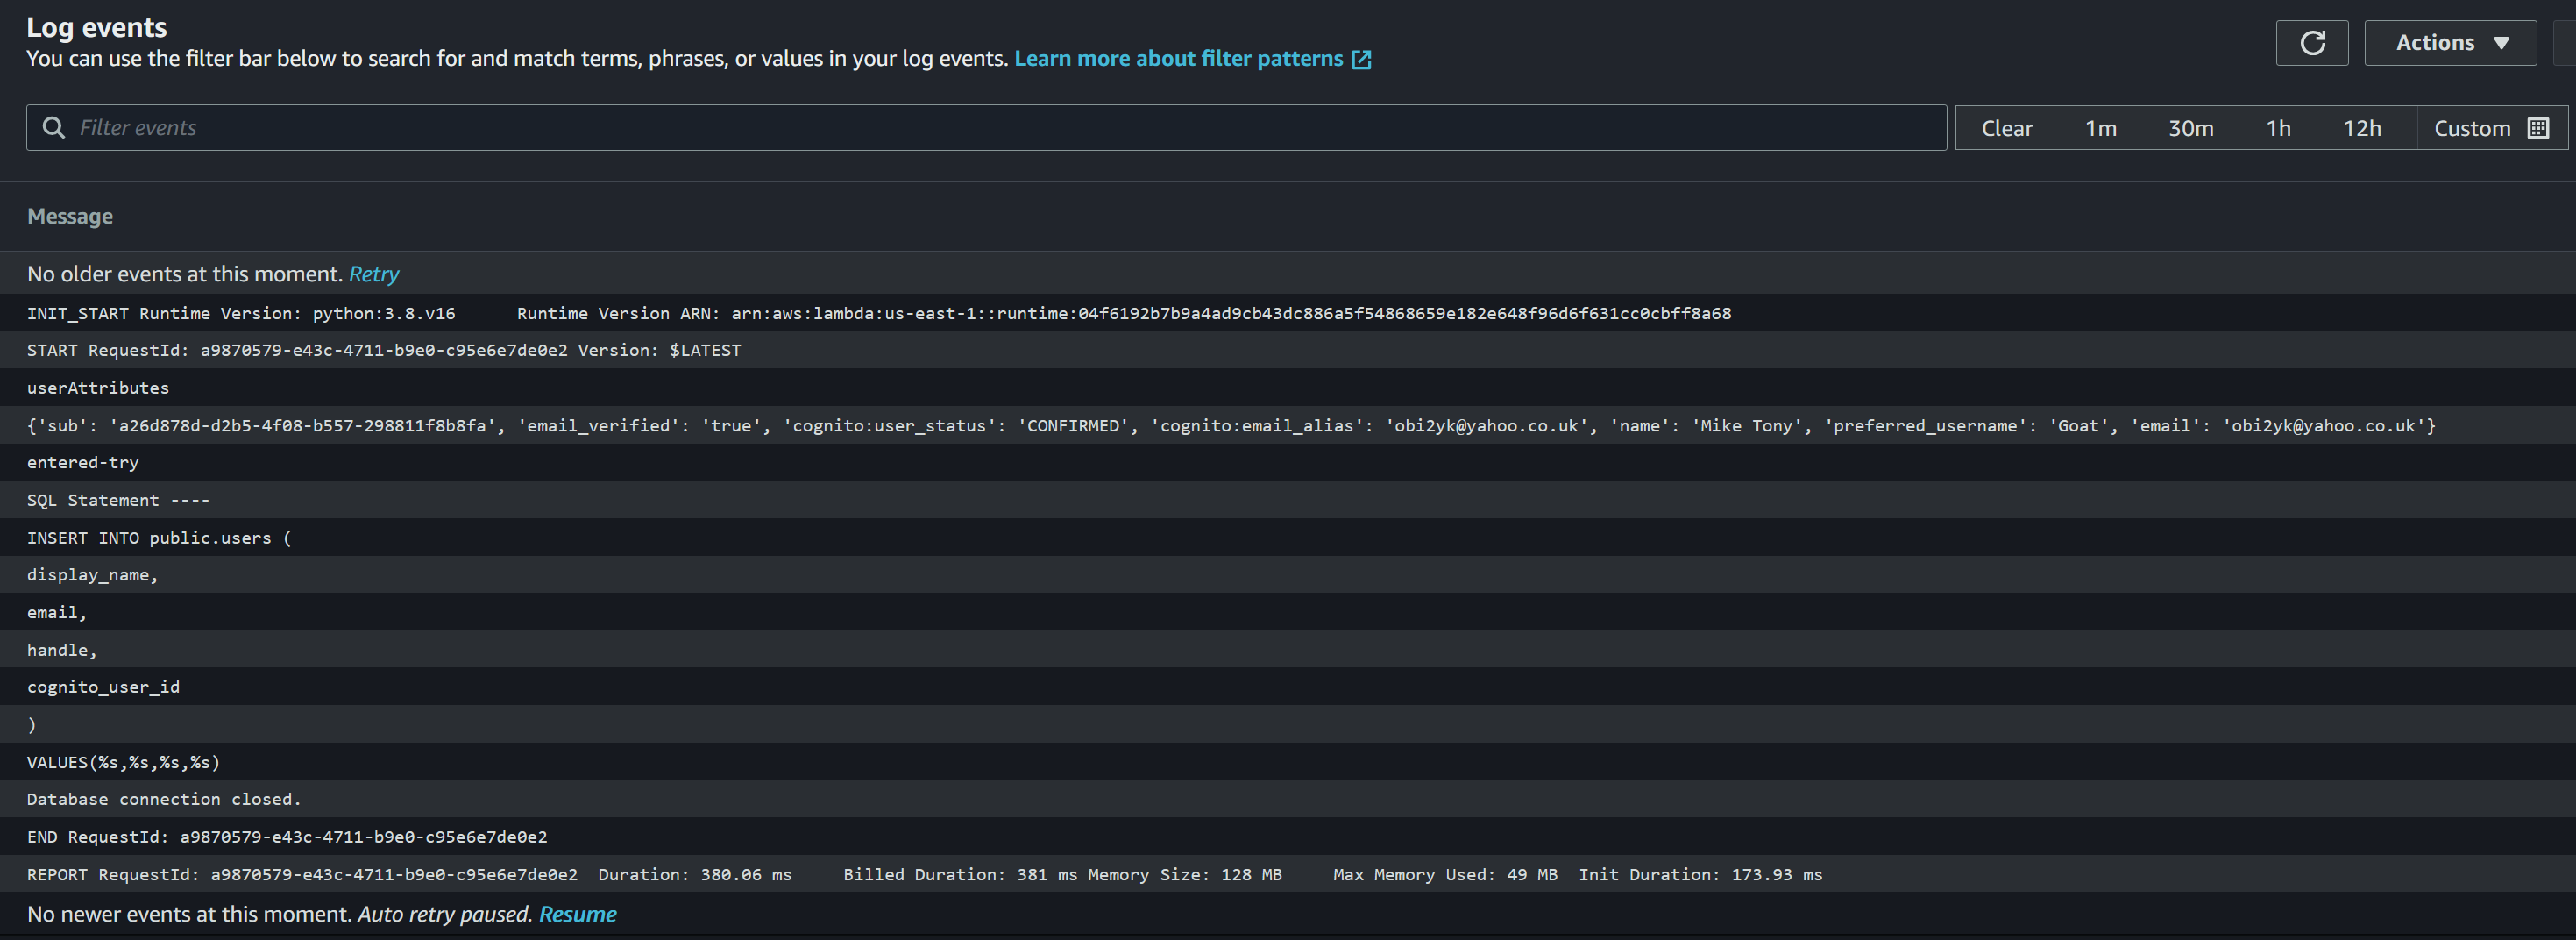 Log events
You can use the filter bar below to search for and match terms, phrases, or values in your log events. Learn more about filter patterns
Actions
Filter events
Clear 1m 30m 1h 12h Custom
Message
No older events at this moment. Retry
INIT_START Runtime Version: python:3.8.v16 Runtime Version ARN: arn:aws:lambda:us-east-1::runtime:04f6192b7b9a4ad9cb43dc886a5f54868659e182e648f96d6f631cc0cbff8a68
START RequestId: a9870579-e43c-4711-b9e0-c95e6e7de0e2 Version: $LATEST
userAttributes
{'sub': 'a26d878d-d2b5-4f08-b557-298811f8b8fa', 'email_verified': 'true', 'cognito:user_status': 'CONFIRMED', 'cognito:email_alias': 'obi2yk@yahoo.co.uk', 'name': 'Mike Tony', 'preferred_username': 'Goat', 'email': 'obi2yk@yahoo.co.uk'}
entered-try
SQL Statement ----
INSERT INTO public.users (
display_name,
email,
handle,
cognito_user_id
)
VALUES(%s,%s,%s,%s)
Database connection closed.
END RequestId: a9870579-e43c-4711-b9e0-c95e6e7de0e2
REPORT RequestId: a9870579-e43c-4711-b9e0-c95e6e7de0e2 Duration: 380.06 ms Billed Duration: 381 ms Memory Size: 128 MB Max Memory Used: 49 MB Init Duration: 173.93 ms
No newer events at this moment. Auto retry paused. Resume